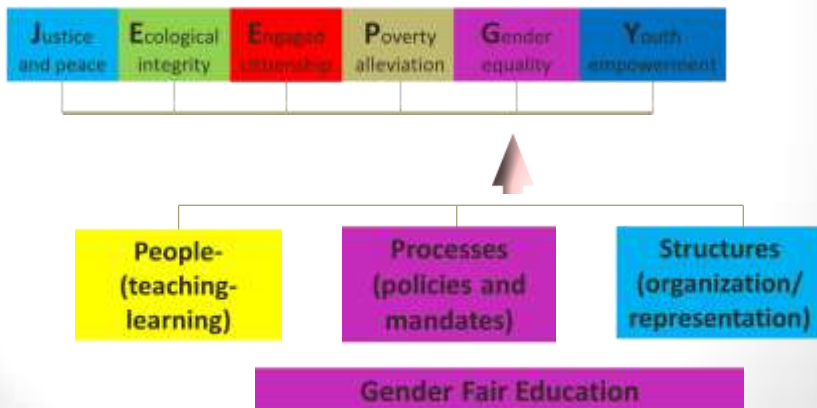 Justice
and peace
Ecological
integrity
Engaged
citizenship
Poverty
alleviation
Gender
equality
Youth
empowerment
People-
(teaching-
learning)
Processes
(policies and
mandates)
Structures
(organization/
representation)
Gender Fair Education